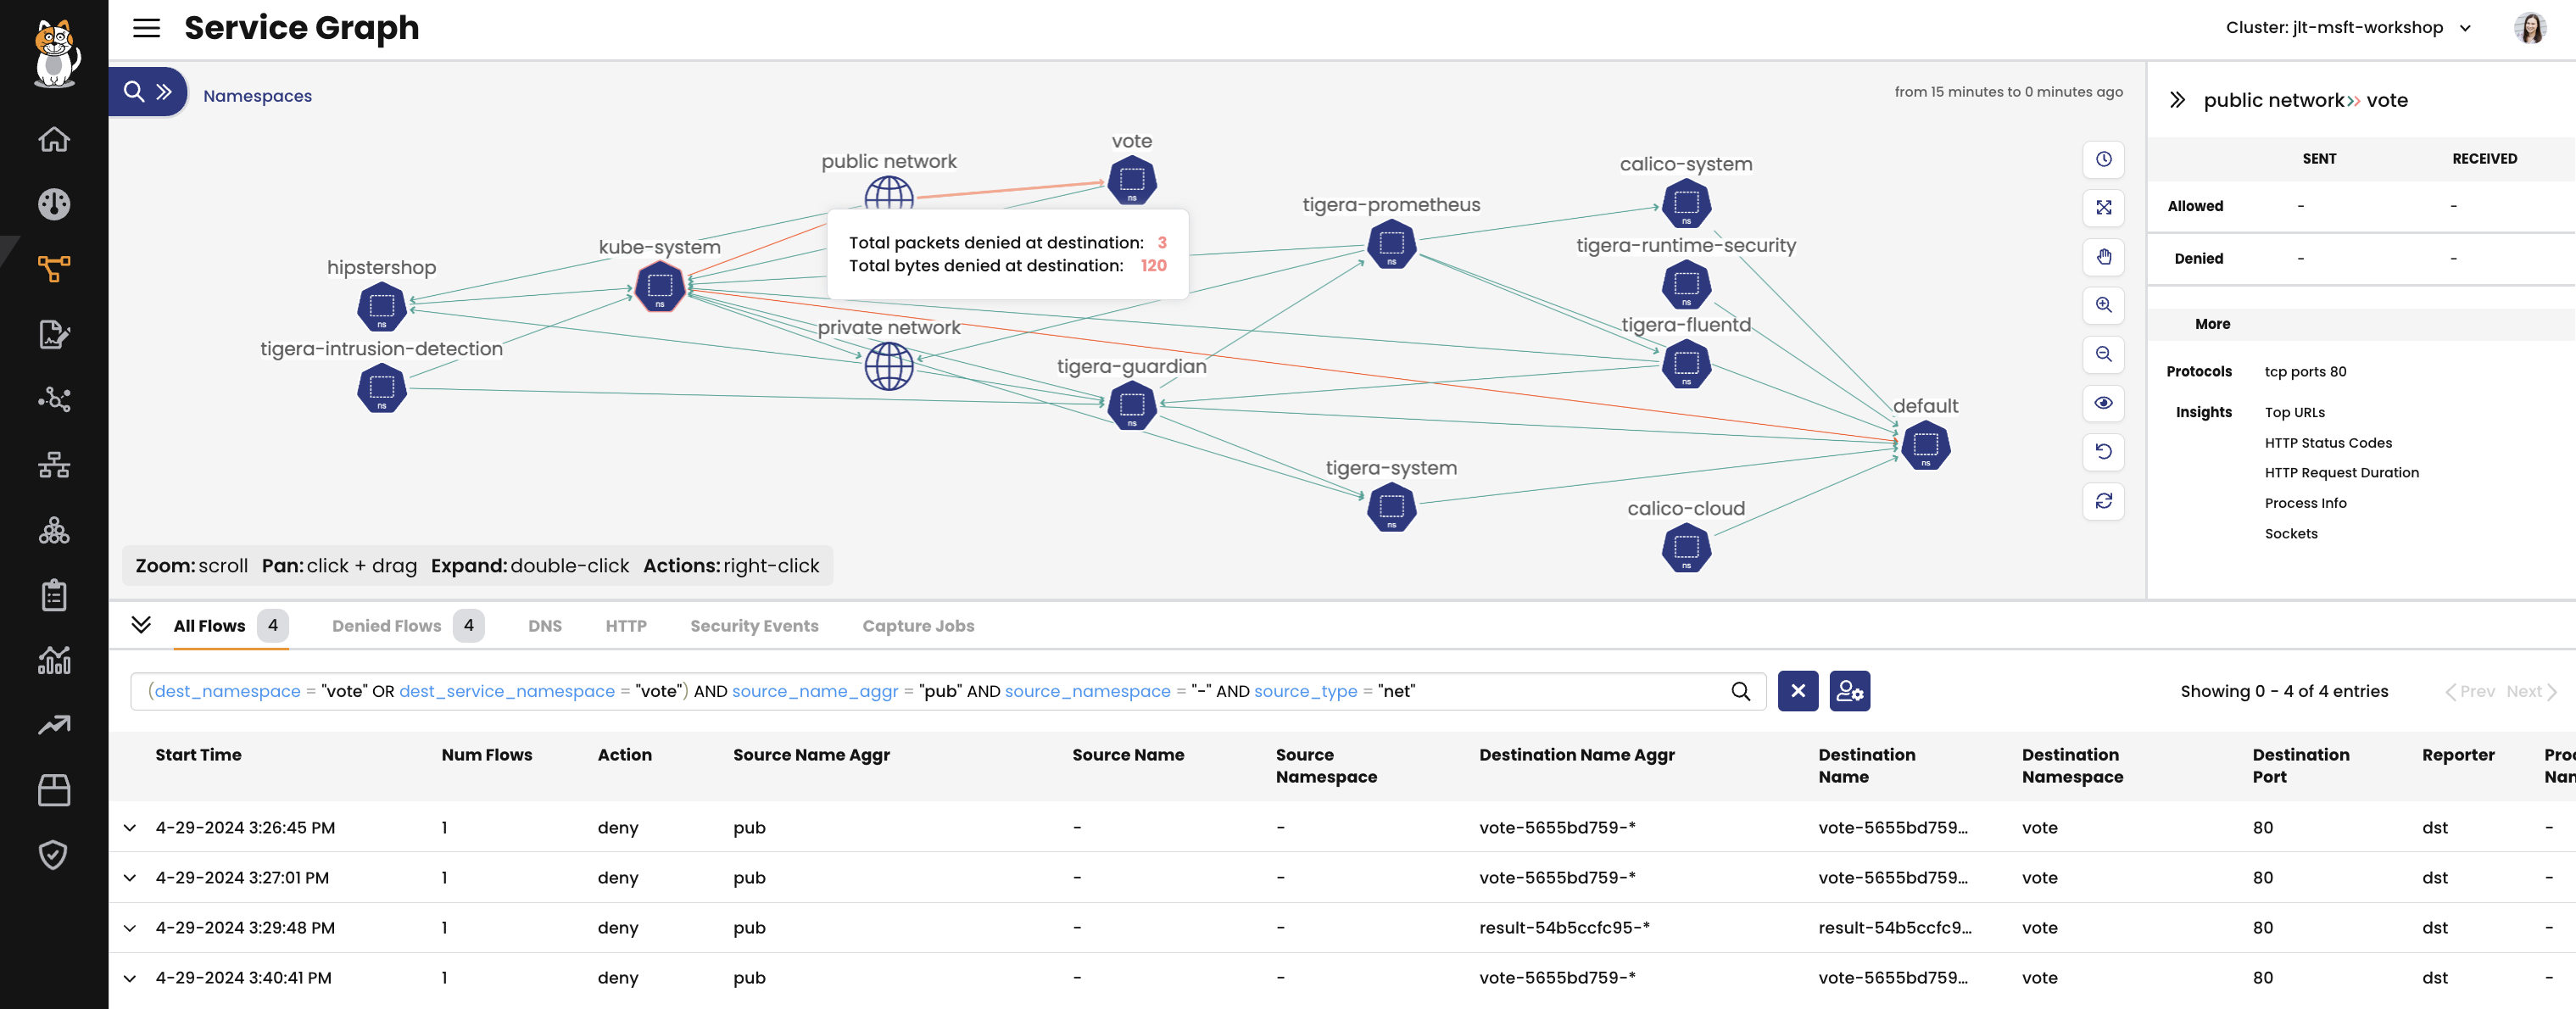 Service Graph
Cluster: jlt-msft-workshop
Namespaces
from 15 minutes to 0 minutes ago
public network
vote
Total packets denied at destination: 3
Total bytes denied at destination: 120
kube-system
hipstershop
tigera-intrusion-detection
private network
tigera-guardian
tigera-prometheus
calico-system
tigera-runtime-security
tigera-fluentd
default
tigera-system
calico-cloud
ns
ns
ns
ns
ns
ns
ns
ns
ns
ns
ns
Zoom: scroll Pan: click + drag Expand: double-click Actions: right-click
public network >> vote
SENT RECEIVED
Allowed - -
Denied - -
More
Protocols tcp ports 80
Insights Top URLs
HTTP Status Codes
HTTP Request Duration
Process Info
Sockets
All Flows 4 Denied Flows 4 DNS HTTP Security Events Capture Jobs
(dest_namespace = "vote" OR dest_service_namespace = "vote") AND source_name_aggr = "pub" AND source_namespace = "-" AND source_type = "net"
Showing 0 - 4 of 4 entries Prev Next
Start Time Num Flows Action Source Name Aggr Source Name Source Namespace Destination Name Aggr Destination Name Destination Namespace Destination Port Reporter
4-29-2024 3:26:45 PM 1 deny pub - - vote-5655bd759-* vote-5655bd759... vote 80 dst -
4-29-2024 3:27:01 PM 1 deny pub - - vote-5655bd759-* vote-5655bd759... vote 80 dst -
4-29-2024 3:29:48 PM 1 deny pub - - result-54b5ccfc95-* result-54b5ccfc9... vote 80 dst -
4-29-2024 3:40:41 PM 1 deny pub - - vote-5655bd759-* vote-5655bd759... vote 80 dst -